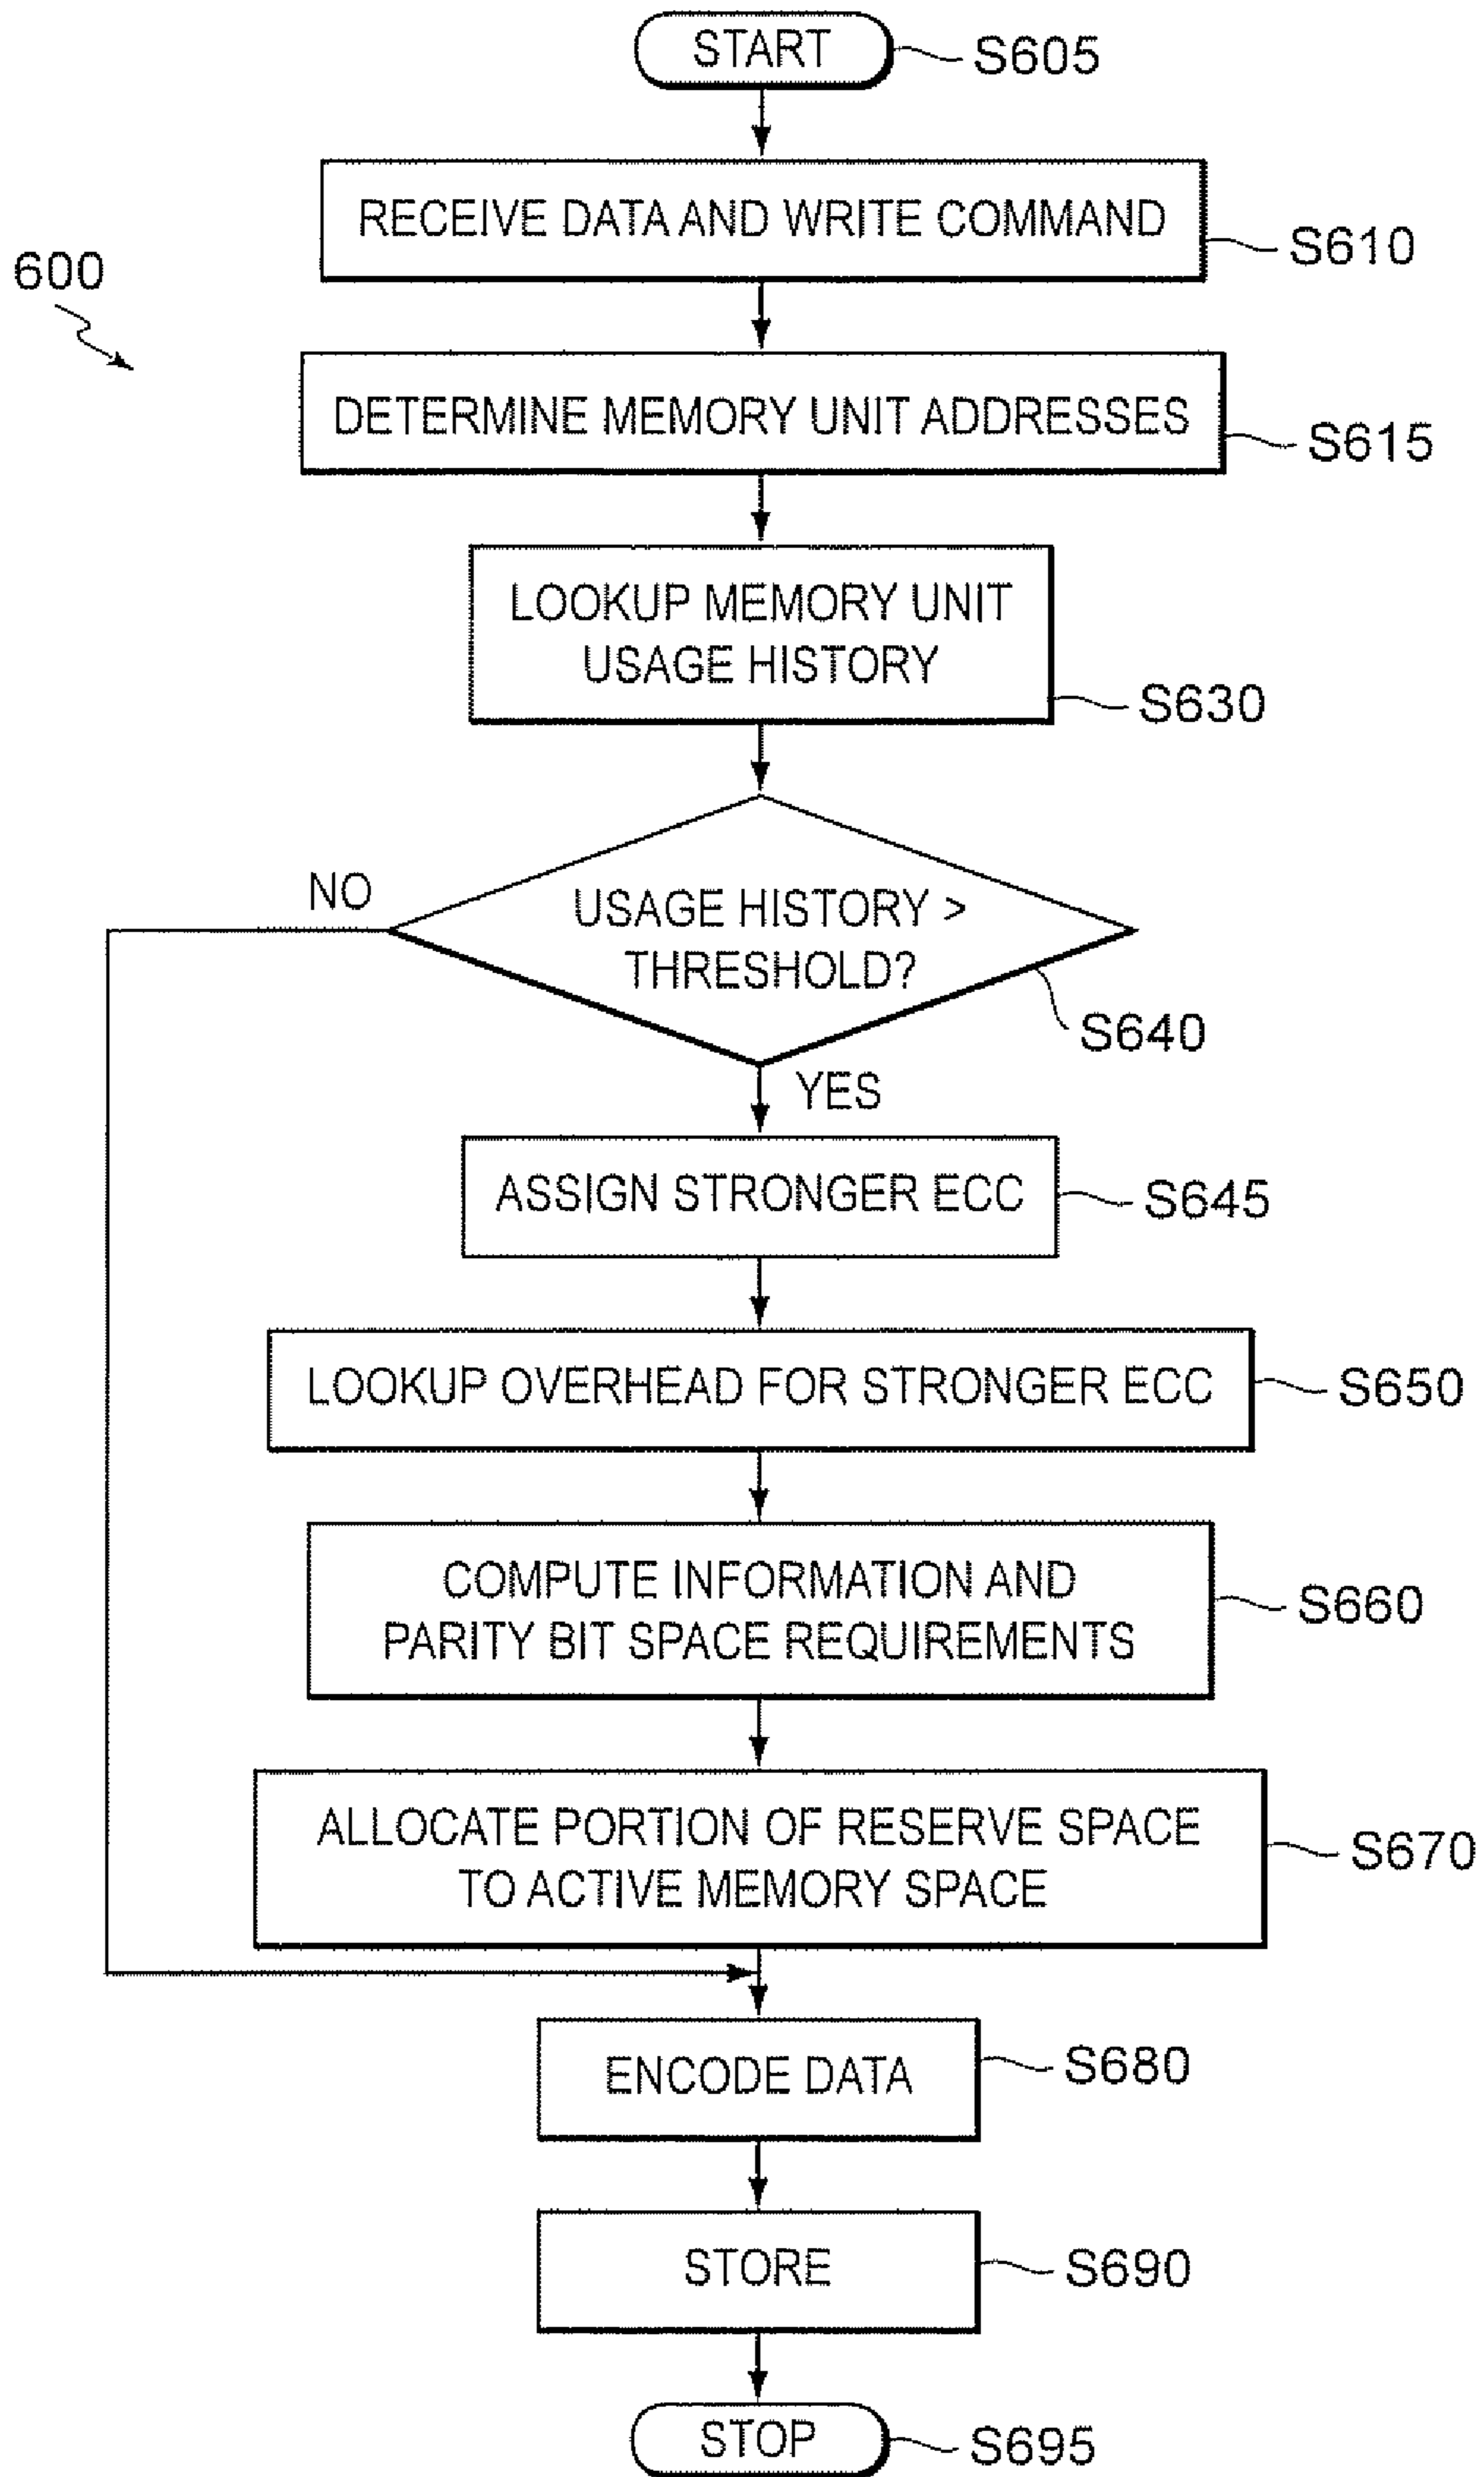 START
S605
RECEIVE DATA AND WRITE COMMAND
S610
600
DETERMINE MEMORY UNIT ADDRESSES
S615
LOOKUP MEMORY UNIT
USAGE HISTORY
S630
NO
USAGE HISTORY >
THRESHOLD?
S640
YES
ASSIGN STRONGER ECC
S645
LOOKUP OVERHEAD FOR STRONGER ECC
S650
COMPUTE INFORMATION AND
PARITY BIT SPACE REQUIREMENTS
S660
ALLOCATE PORTION OF RESERVE SPACE
TO ACTIVE MEMORY SPACE
S670
ENCODE DATA
S680
STORE
S690
STOP
S695